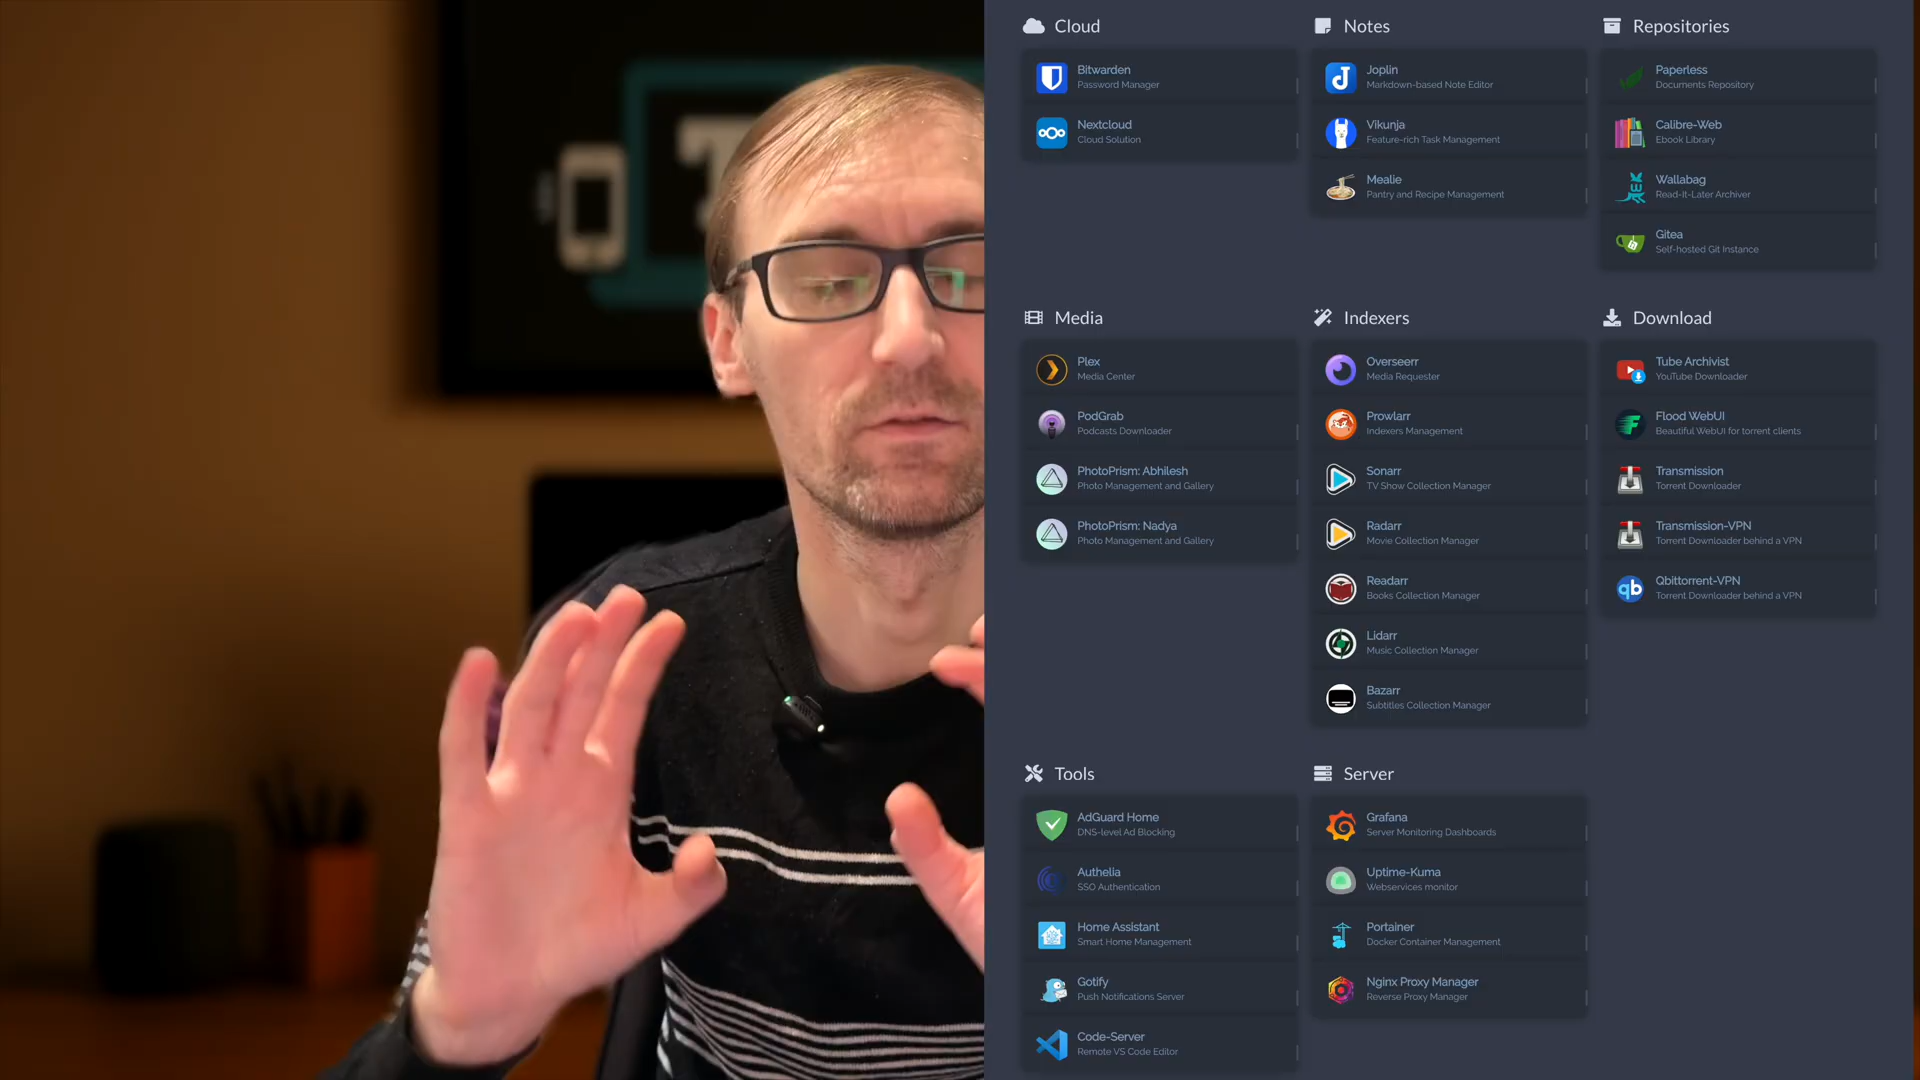 Cloud
Bitwarden
Password Manager
Nextcloud
Cloud Solution
Notes
Joplin
Markdown-based Note Editor
Vikunja
Feature-rich Task Management
Mealie
Pantry and Recipe Management
Repositories
Paperless
Documents Repository
Calibre-Web
Ebook Library
Wallabag
Read-It-Later Archiver
Gitea
Self-hosted Git Instance
Media
Plex
Media Center
PodGrab
Podcasts Downloader
PhotoPrism: Abhilesh
Photo Management and Gallery
PhotoPrism: Nadya
Photo Management and Gallery
Indexers
Overseerr
Media Requester
Prowlarr
Indexers Management
Sonarr
TV Show Collection Manager
Radarr
Movie Collection Manager
Readarr
Books Collection Manager
Lidarr
Music Collection Manager
Bazarr
Subtitles Collection Manager
Download
Tube Archivist
YouTube Downloader
Flood WebUI
Beautiful WebUI for torrent clients
Transmission
Torrent Downloader
Transmission-VPN
Torrent Downloader behind a VPN
qb
Qbittorrent-VPN
Torrent Downloader behind a VPN
Tools
AdGuard Home
DNS-level Ad Blocking
Authelia
SSO Authentication
Home Assistant
Smart Home Management
Gotify
Push Notifications Server
Code-Server
Remote VS Code Editor
Server
Grafana
Server Monitoring Dashboards
Uptime-Kuma
Webservices monitor
Portainer
Docker Container Management
Nginx Proxy Manager
Reverse Proxy Manager